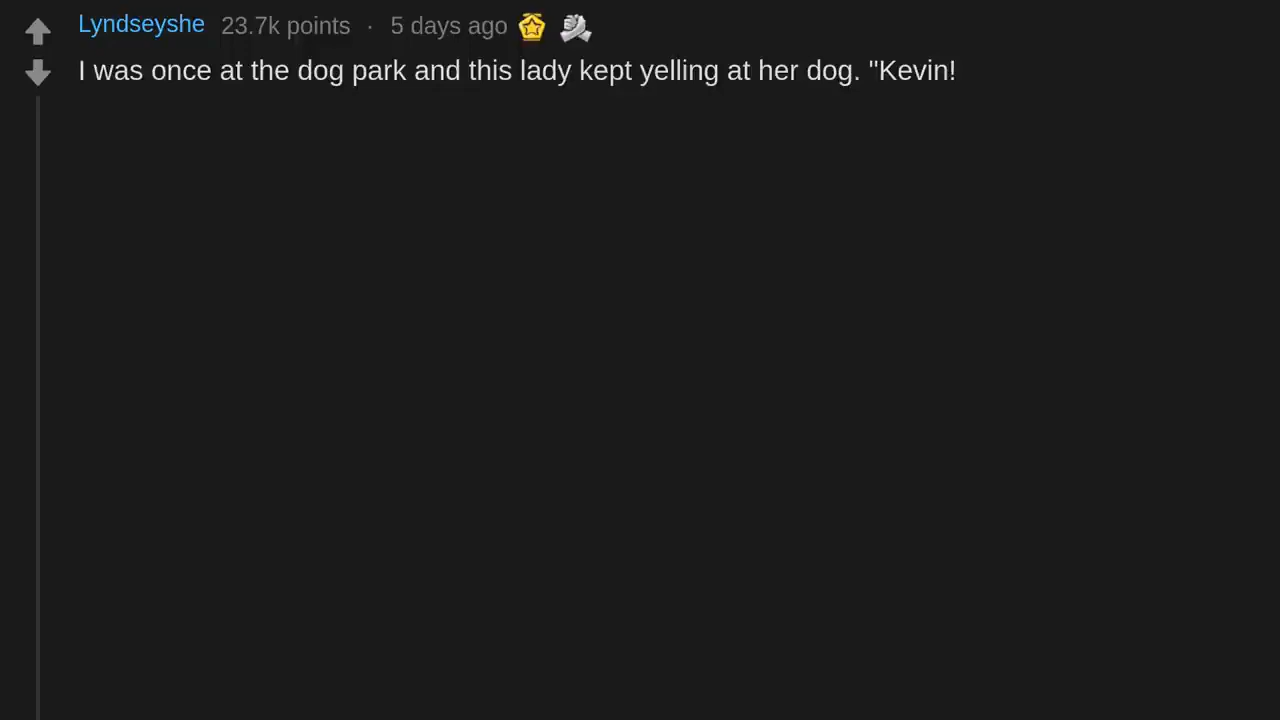 Lyndseyshe 23.7k points · 5 days ago
I was once at the dog park and this lady kept yelling at her dog. "Kevin!